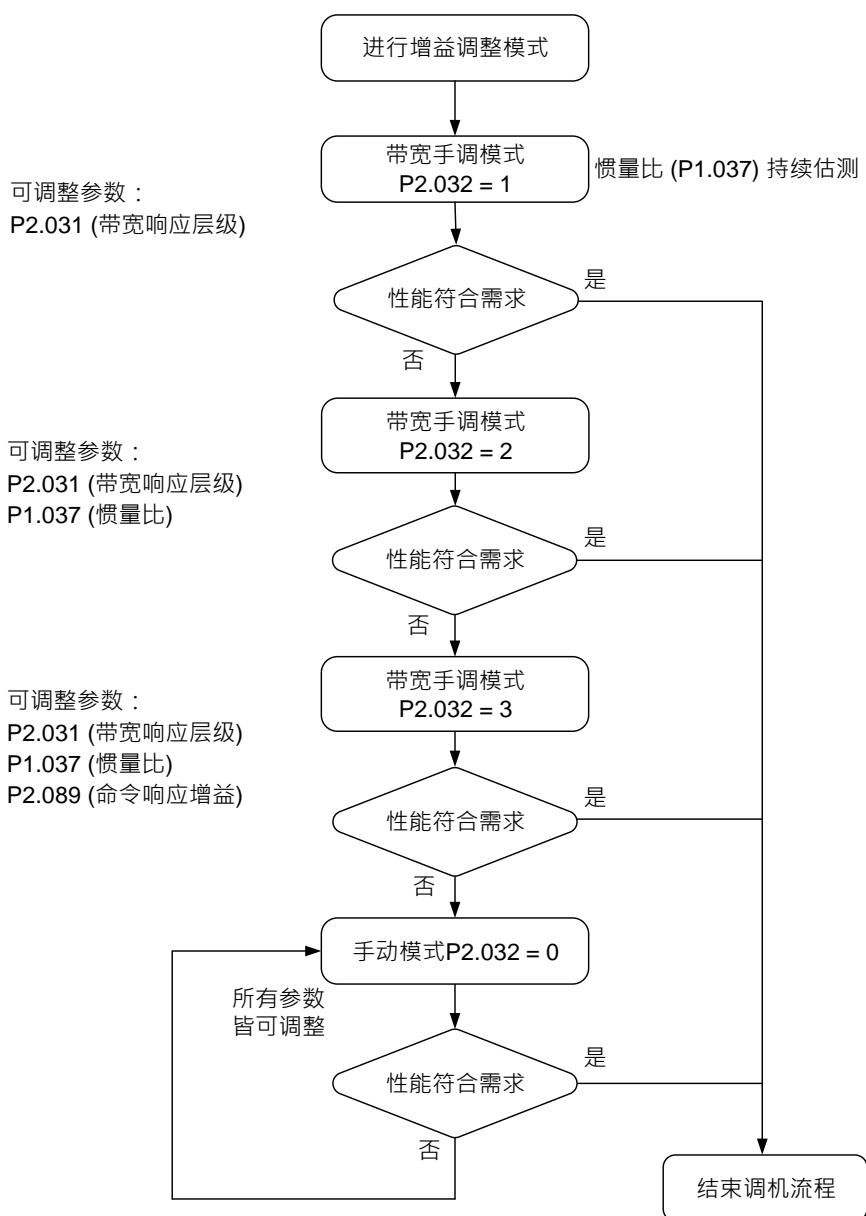 进行增益调整模式
带宽手调模式
P2.032 = 1
惯量比 (P1.037) 持续估测
可调整参数：
P2.031 (带宽响应层级)
性能符合需求
是
否
带宽手调模式
P2.032 = 2
可调整参数：
P2.031 (带宽响应层级)
P1.037 (惯量比)
性能符合需求
是
否
带宽手调模式
P2.032 = 3
可调整参数：
P2.031 (带宽响应层级)
P1.037 (惯量比)
P2.089 (命令响应增益)
性能符合需求
是
否
手动模式P2.032 = 0
所有参数
皆可调整
性能符合需求
是
否
结束调机流程